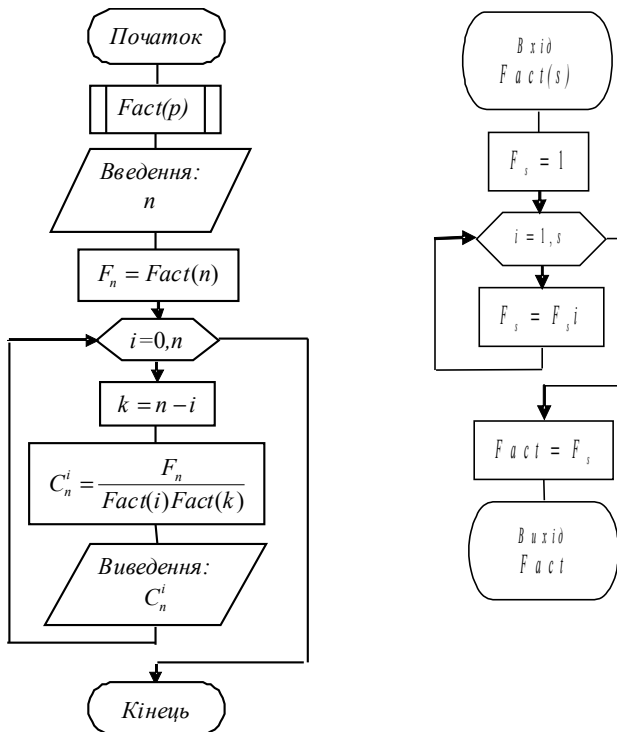 Початок
Fact(p)
Введення:
n
F_n = Fact(n)
i=0,n
k = n − i
C_n^i = F_n / Fact(i)Fact(k)
Виведення:
C_n^i
Кінець
Вхід
Fact(s)
F_s = 1
i = 1, s
F_s = F_s i
Fact = F_s
Вихід
Fact